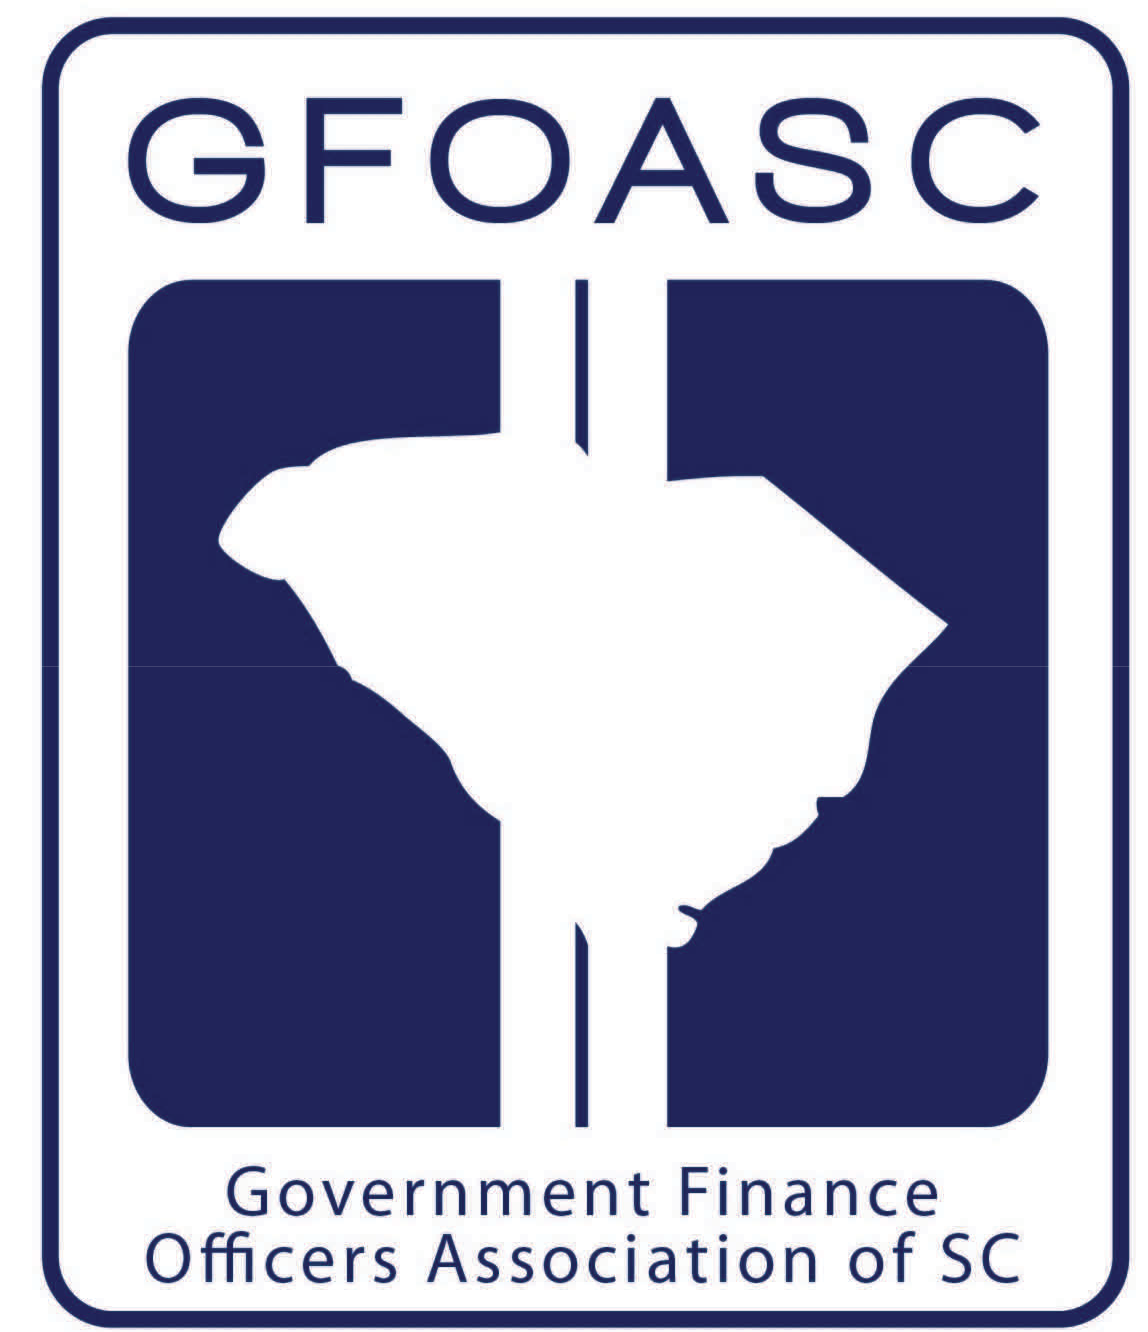 GFOASC
Government Finance
Officers Association of SC